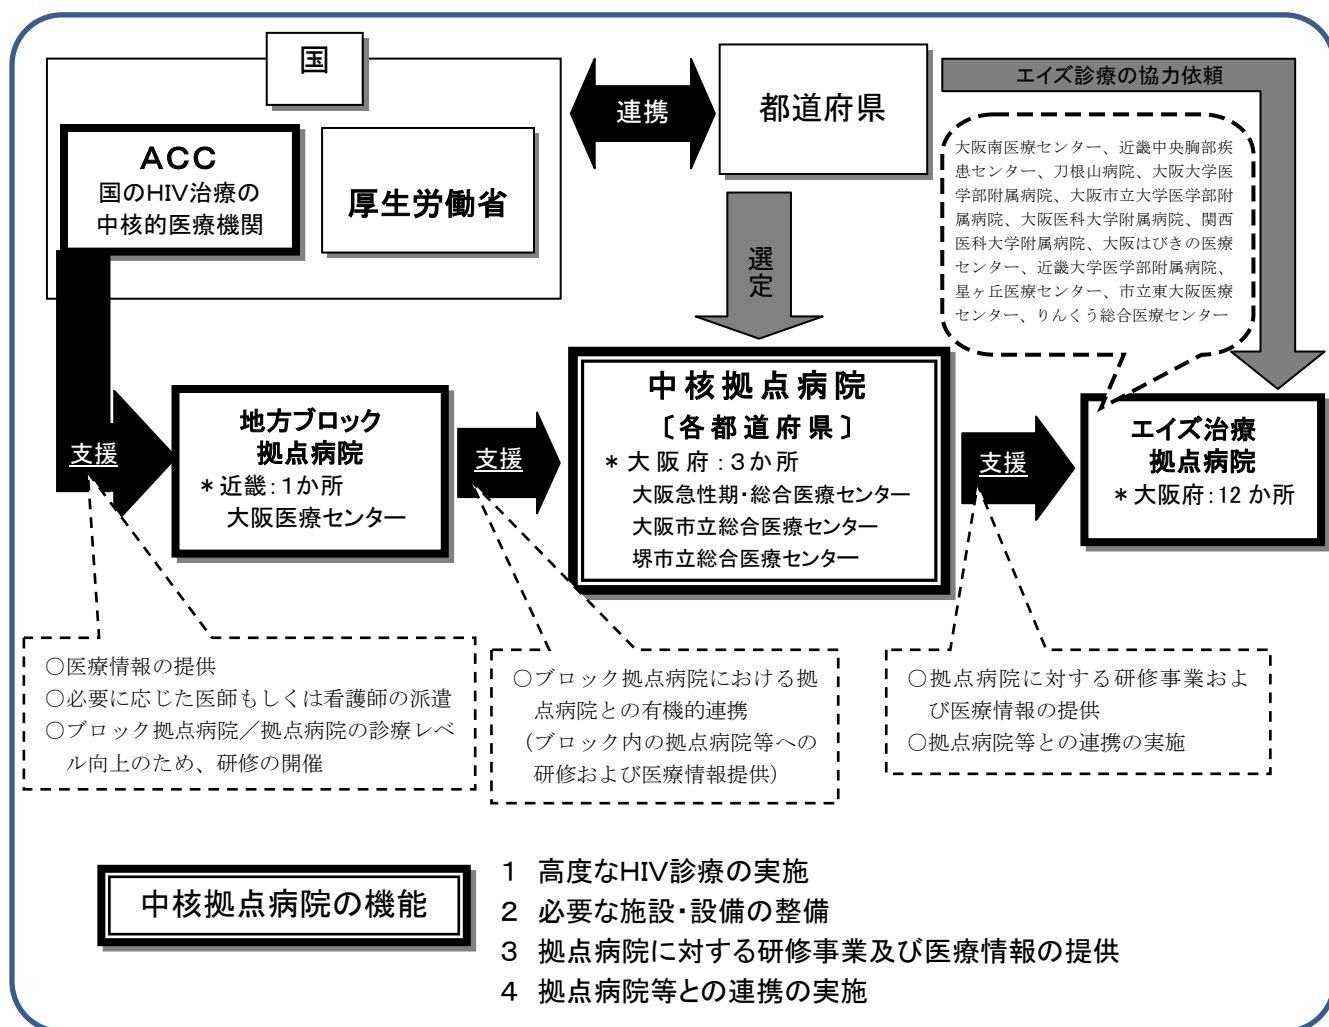 国
ACC
国のHIV治療の
中核的医療機関
厚生労働省
連携
都道府県
エイズ診療の協力依頼
大阪南医療センター、近畿中央胸部疾
患センター、刀根山病院、大阪大学医
学部附属病院、大阪市立大学医学部附
属病院、大阪医科大学附属病院、関西
医科大学附属病院、大阪はびきの医療
センター、近畿大学医学部附属病院、
星ヶ丘医療センター、市立東大阪医療
センター、りんくう総合医療センター
選定
支援
地方ブロック
拠点病院
＊近畿：１か所
大阪医療センター
支援
中核拠点病院
〔各都道府県〕
＊大阪府：３か所
大阪急性期・総合医療センター
大阪市立総合医療センター
堺市立総合医療センター
支援
エイズ治療
拠点病院
＊大阪府：12か所
○医療情報の提供
○必要に応じた医師もしくは看護師の派遣
○ブロック拠点病院／拠点病院の診療レベ
ル向上のため、研修の開催
○ブロック拠点病院における拠
点病院との有機的連携
（ブロック内の拠点病院等への
研修および医療情報提供）
○拠点病院に対する研修事業およ
び医療情報の提供
○拠点病院等との連携の実施
中核拠点病院の機能
１ 高度なHIV診療の実施
２ 必要な施設・設備の整備
３ 拠点病院に対する研修事業及び医療情報の提供
４ 拠点病院等との連携の実施